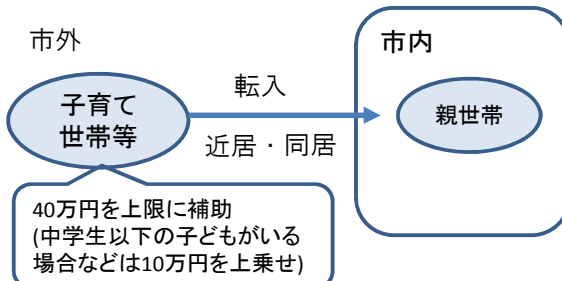 市外
市内
子育て
世帯等
転入
近居・同居
親世帯
40万円を上限に補助
(中学生以下の子どもがいる
場合などは10万円を上乗せ)